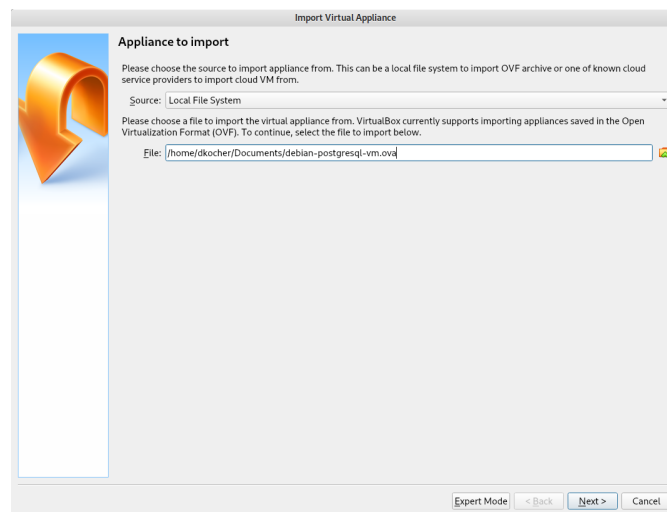 Import Virtual Appliance
Appliance to import
Please choose the source to import appliance from. This can be a local file system to import OVF archive or one of known cloud
service providers to import cloud VM from.
Source: Local File System
Please choose a file to import the virtual appliance from. VirtualBox currently supports importing appliances saved in the Open
Virtualization Format (OVF). To continue, select the file to import below.
File: /home/dkocher/Documents/debian-postgresql-vm.ova
Expert Mode < Back Next > Cancel